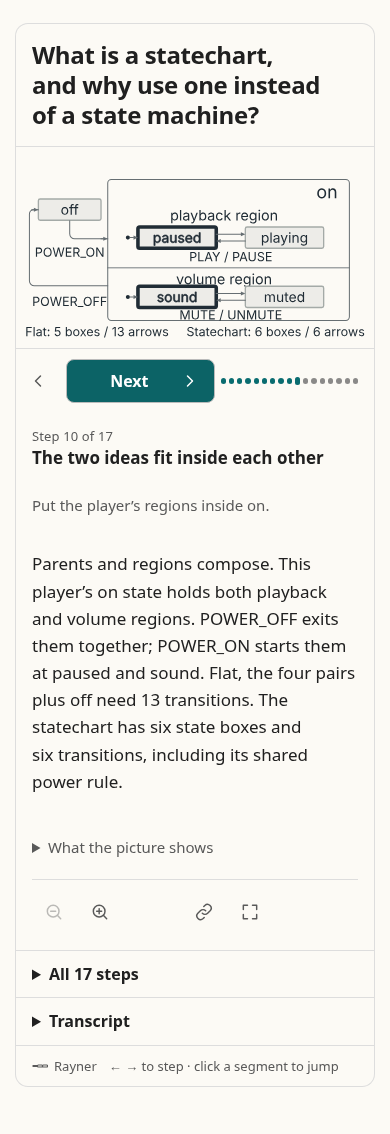 What is a statechart,
and why use one instead
of a state machine?
on
off
playback region
paused
playing
POWER_ON
PLAY / PAUSE
volume region
sound
muted
POWER_OFF
MUTE / UNMUTE
Flat: 5 boxes / 13 arrows
Statechart: 6 boxes / 6 arrows
Next
Step 10 of 17
The two ideas fit inside each other
Put the player’s regions inside on.
Parents and regions compose. This
player’s on state holds both playback
and volume regions. POWER_OFF exits
them together; POWER_ON starts them
at paused and sound. Flat, the four pairs
plus off need 13 transitions. The
statechart has six state boxes and
six transitions, including its shared
power rule.
What the picture shows
All 17 steps
Transcript
Rayner ← → to step · click a segment to jump